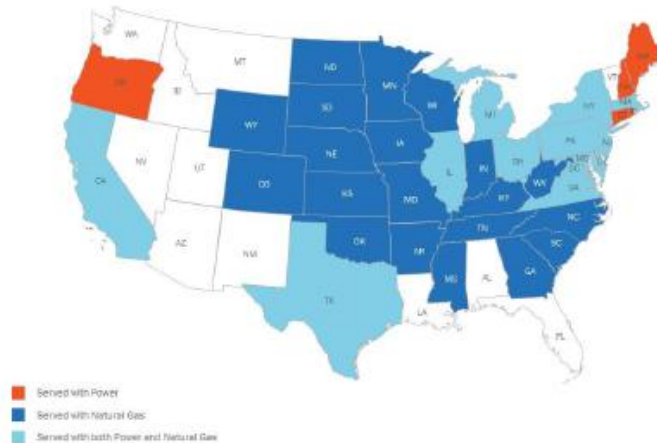 WA
MT
ND
MN
VT
ID
SD
WI
NY
MI
WY
IA
PA
NE
NV
UT
IL
IN
OH
CO
CA
KS
MO
WV
VA
KY
NC
TN
AZ
NM
OK
AR
SC
MS
AL
GA
TX
LA
FL
Served with Power
Served with Natural Gas
Served with both Power and Natural Gas